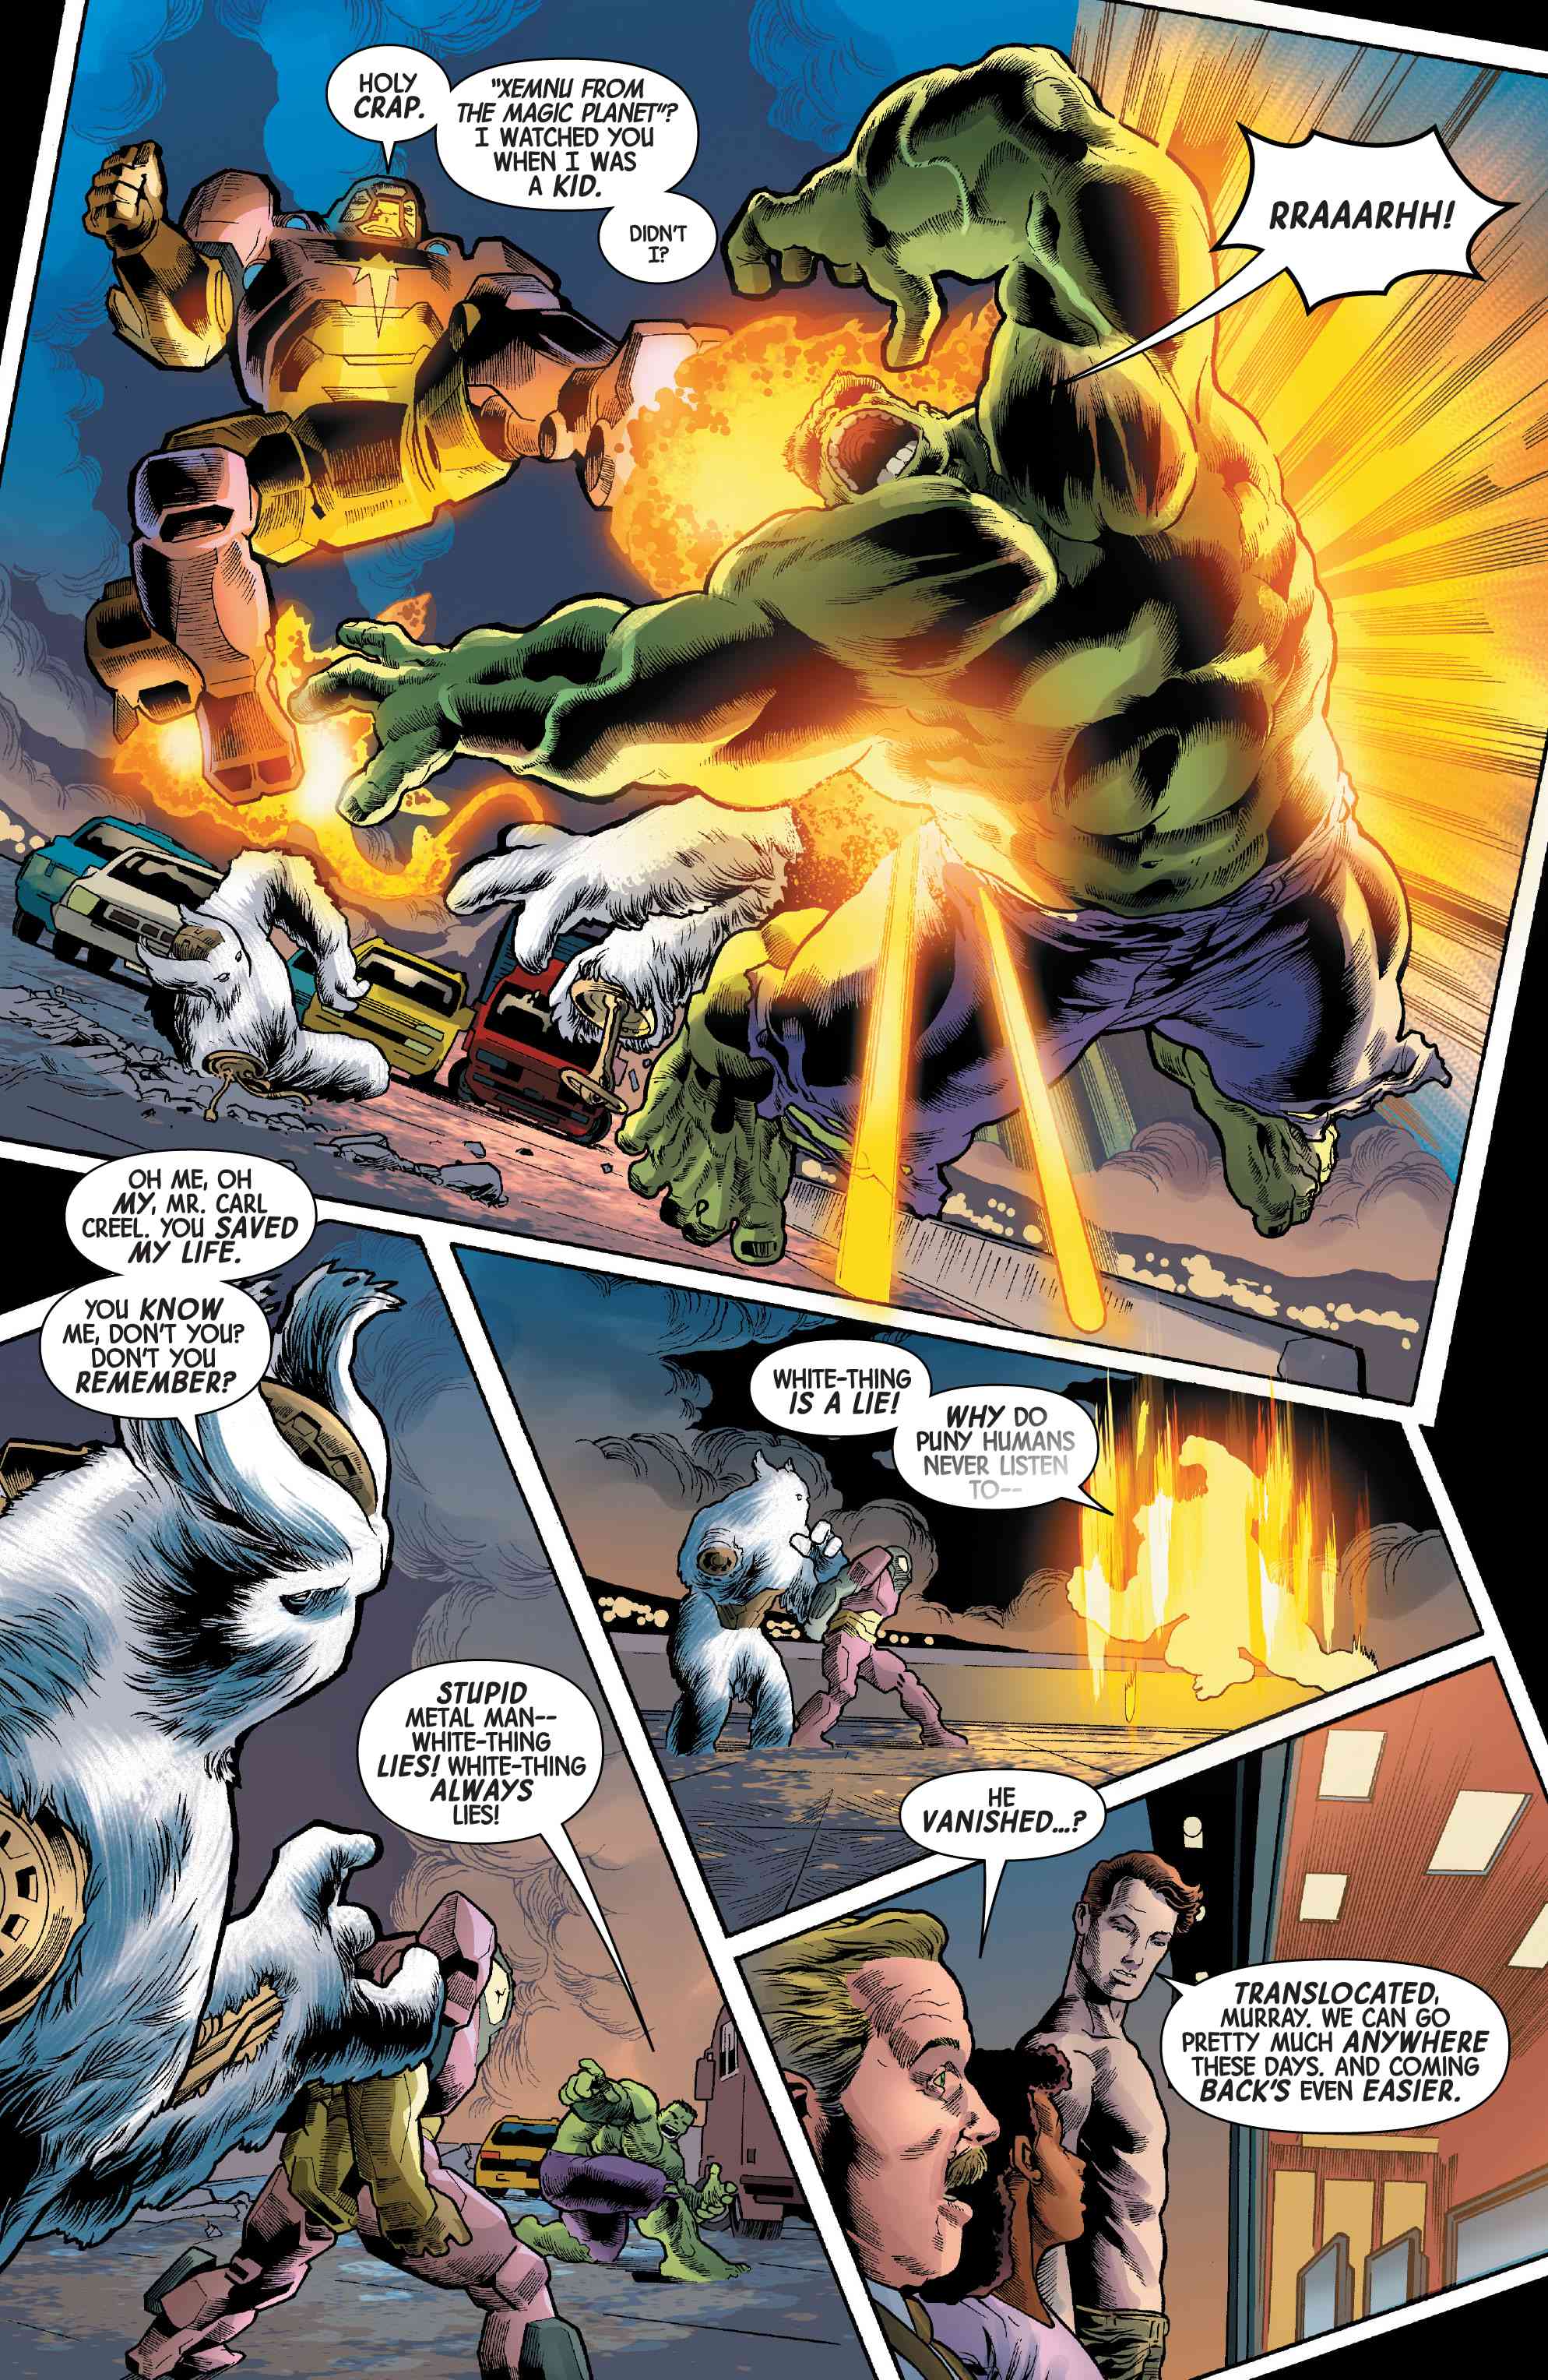 HOLY
CRAP.
"XEMNU FROM
THE MAGIC PLANET"?
I WATCHED YOU
WHEN I WAS
A KID.
DIDN'T
I?
RRAAARHH!
OH ME, OH
MY, MR. CARL
CREEL. YOU SAVED
MY LIFE.
YOU KNOW
ME, DON'T YOU?
DON'T YOU
REMEMBER?
STUPID
METAL MAN--
WHITE-THING
LIES! WHITE-THING
ALWAYS
LIES!
WHITE-THING
IS A LIE!
WHY DO
PUNY HUMANS
NEVER LISTEN
TO--
HE
VANISHED...?
TRANSLOCATED,
MURRAY. WE CAN GO
PRETTY MUCH ANYWHERE
THESE DAYS. AND COMING
BACK'S EVEN EASIER.